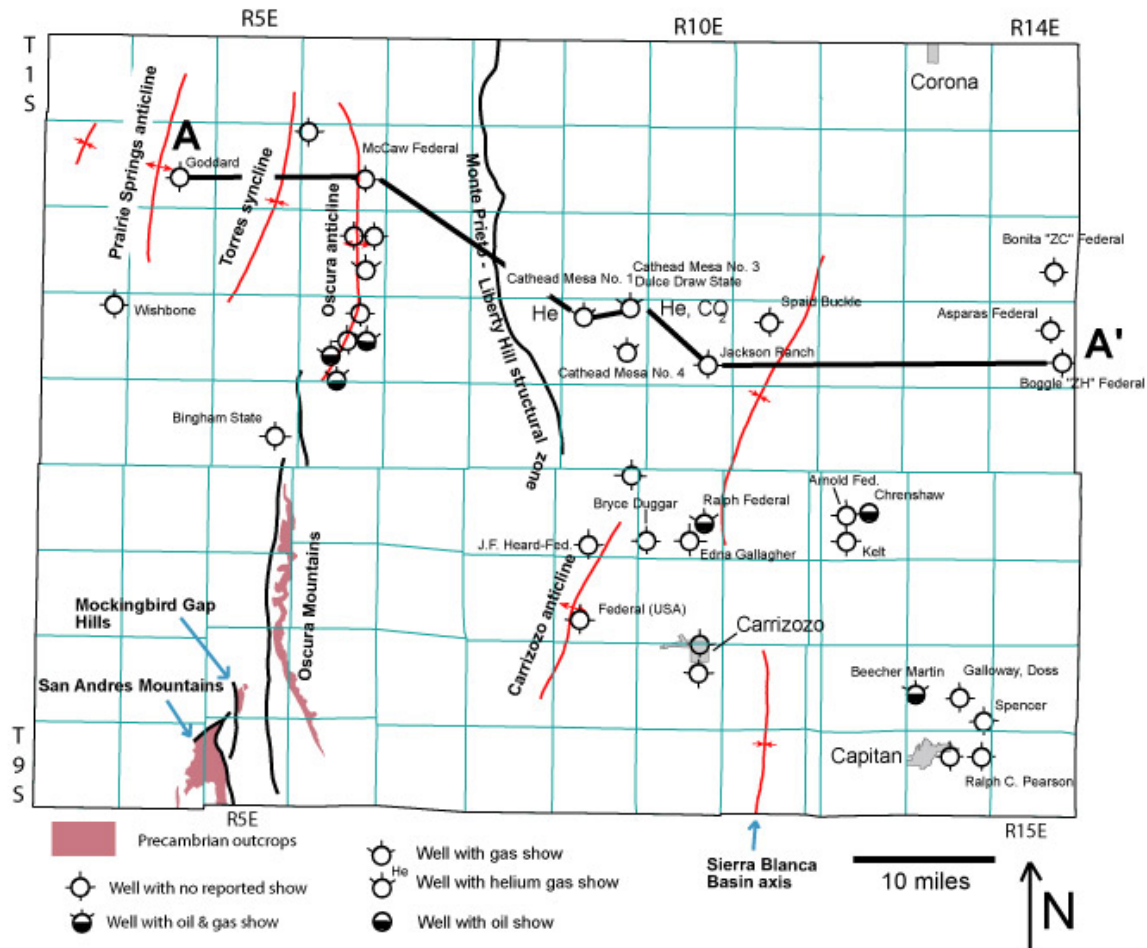 R5E
R10E
R14E
T
1
S
Corona
Prairie Springs anticline
A
Goddard
McCaw Federal
Torres syncline
Oscura anticline
Monte Prieto - Liberty Hill structural zone
Bonita "ZC" Federal
Cathead Mesa No. 1
Cathead Mesa No. 3
Dulce Draw State
Wishbone
He
He, CO2
Spaid Buckle
Asparas Federal
A'
Jackson Ranch
Cathead Mesa No. 4
Boggle "ZH" Federal
Bingham State
Arnold Fed.
Bryce Duggar
Ralph Federal
Chrenshaw
J.F. Heard-Fed.
Edna Gallagher
Kelt
Mockingbird Gap
Hills
Oscura Mountains
Carrizozo anticline
Federal (USA)
Carrizozo
San Andres Mountains
Beecher Martin
Galloway, Doss
Spencer
T
9
S
Capitan
Ralph C. Pearson
R5E
R15E
Precambrian outcrops
Well with gas show
Sierra Blanca
Basin axis
10 miles
He
Well with helium gas show
Well with no reported show
Well with oil & gas show
Well with oil show
N